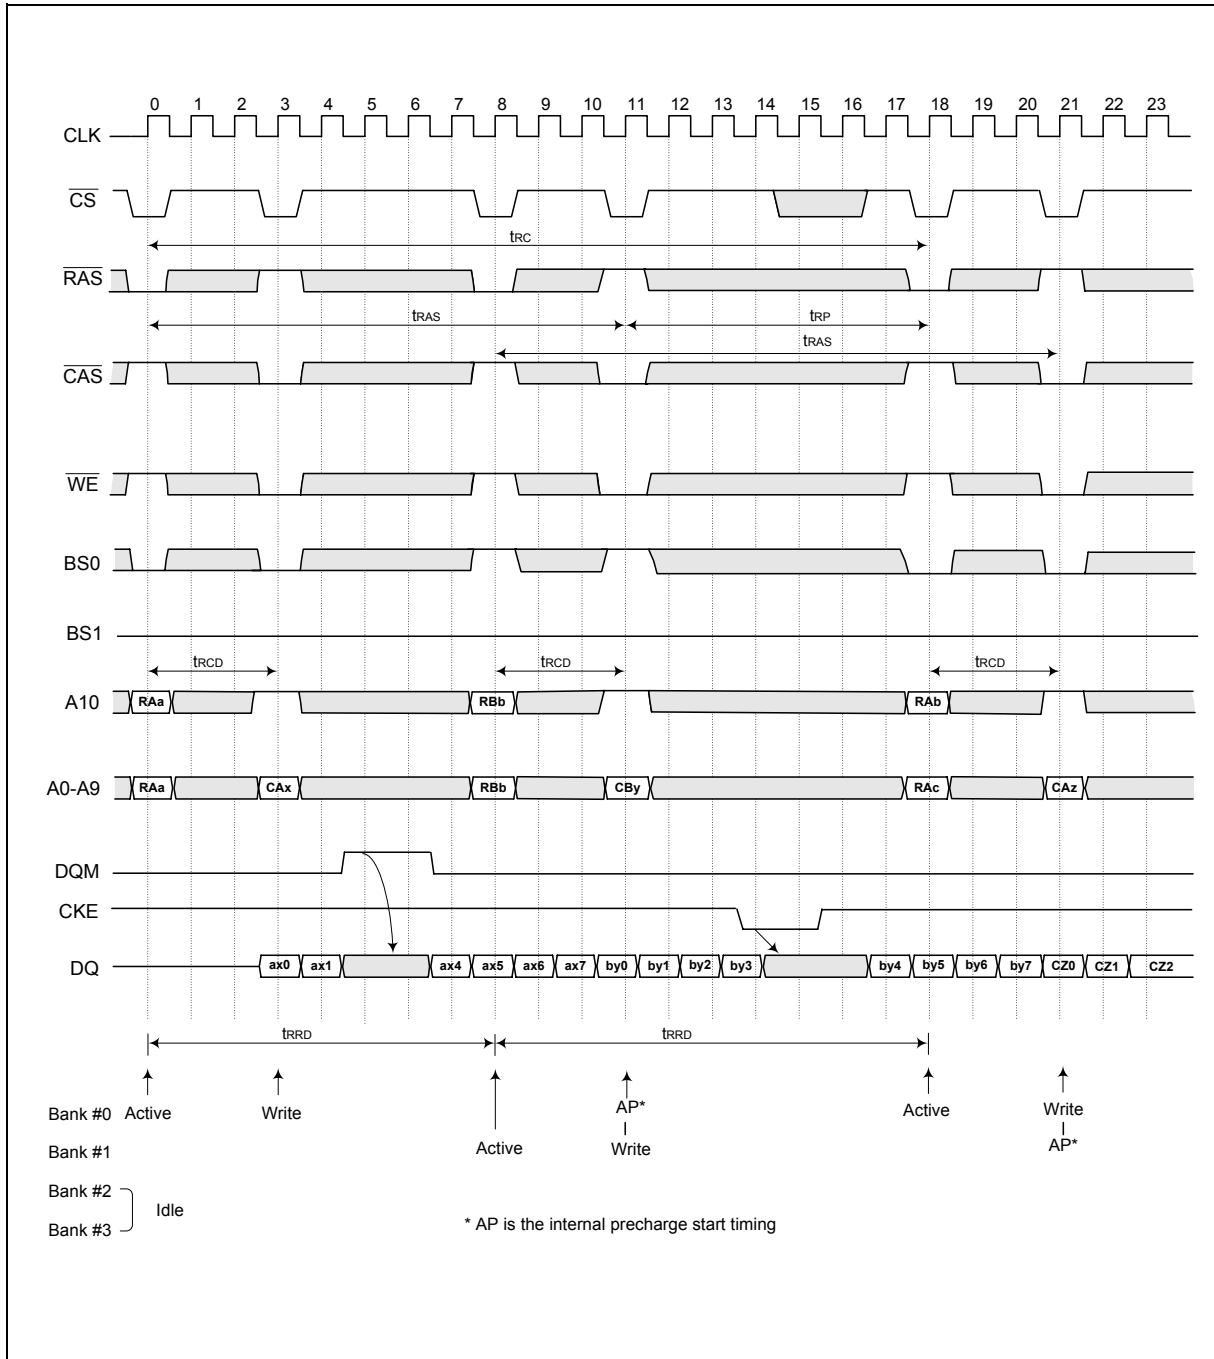 0 1 2 3 4 5 6 7 8 9 10 11 12 13 14 15 16 17 18 19 20 21 22 23
CLK
CS
tRC
RAS
tRAS tRP
tRAS
CAS
WE
BS0
BS1
tRCD tRCD tRCD
A10 RAa RBb RAb
A0-A9 RAa CAx RBb CBy RAc CAz
DQM
CKE
DQ ax0 ax1 ax4 ax5 ax6 ax7 by0 by1 by2 by3 by4 by5 by6 by7 CZ0 CZ1 CZ2
tRRD tRRD
Bank #0 Active Write AP* Active Write
Bank #1 Active Write AP*
Bank #2
Idle
Bank #3
* AP is the internal precharge start timing